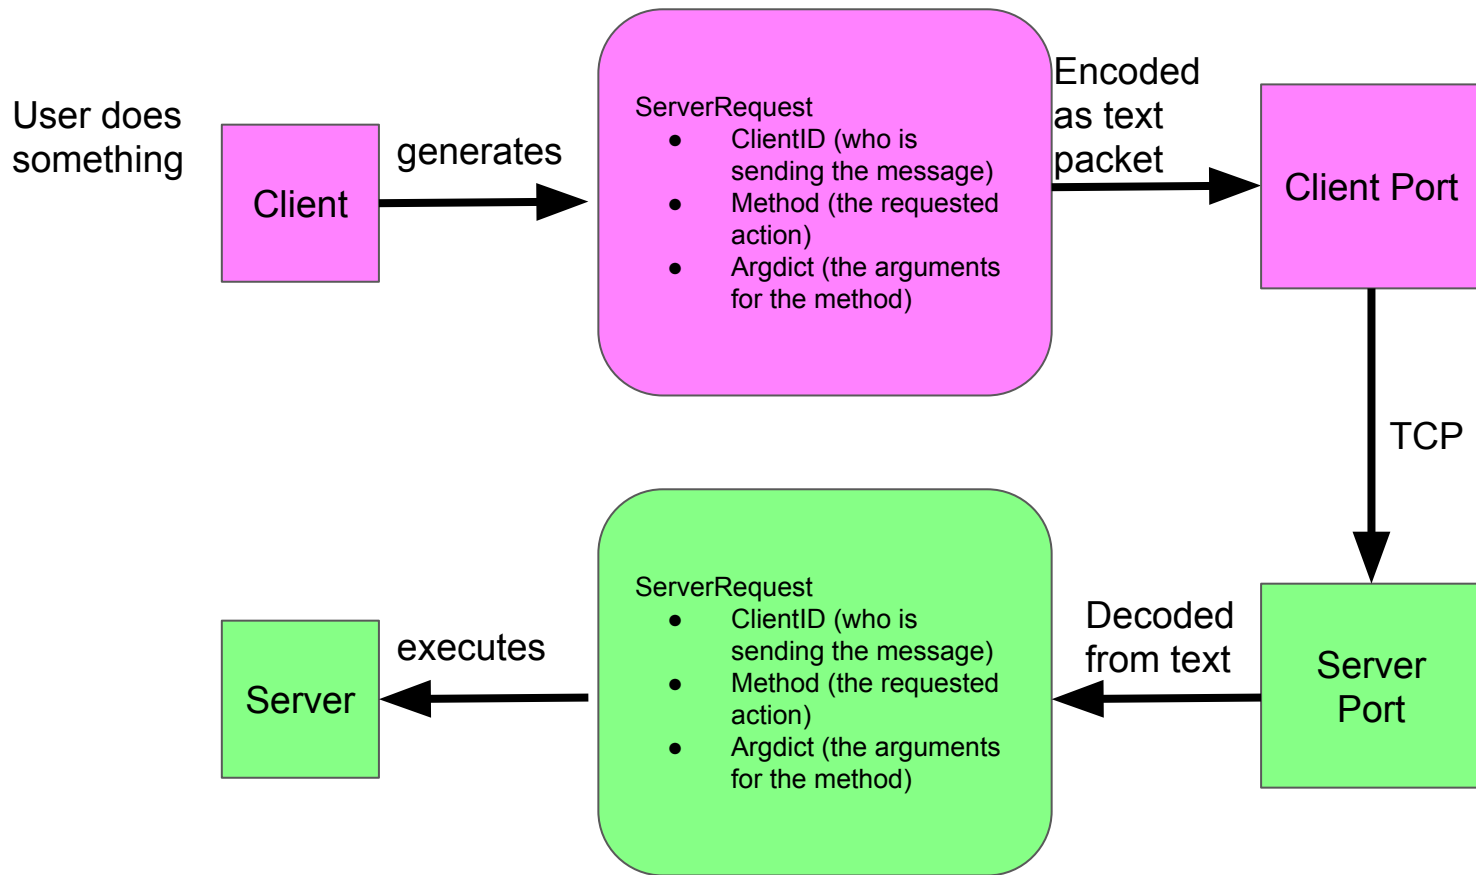 User does
something
Client
generates
ServerRequest
● ClientID (who is
sending the message)
● Method (the requested
action)
● Argdict (the arguments
for the method)
Encoded
as text
packet
Client Port
TCP
Server
Port
Decoded
from text
ServerRequest
● ClientID (who is
sending the message)
● Method (the requested
action)
● Argdict (the arguments
for the method)
executes
Server